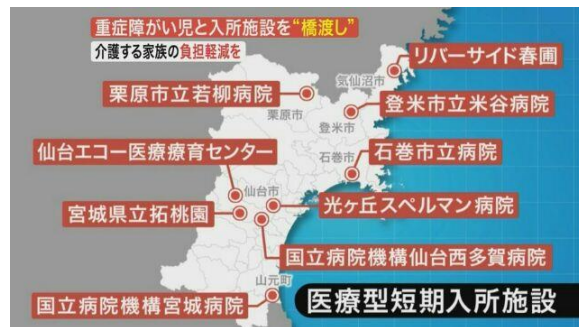 重症障がい児と入所施設を“橋渡し”
介護する家族の負担軽減を
リバーサイド春圃
気仙沼市
栗原市立若柳病院
栗原市
登米市立米谷病院
登米市
仙台エコー医療療育センター
石巻市
石巻市立病院
仙台市
宮城県立拓桃園
光ヶ丘スペルマン病院
国立病院機構仙台西多賀病院
山元町
国立病院機構宮城病院
医療型短期入所施設